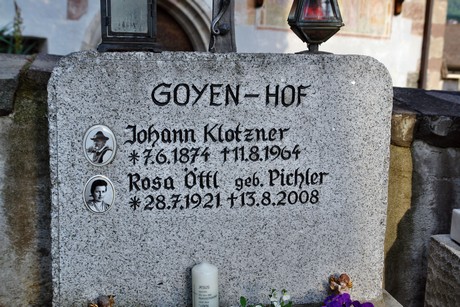 GOYEN-HOF
Johann Klotzner
*7.6.1874 †11.8.1964
Rosa Öttl geb. Pichler
*28.7.1921 †13.8.2008